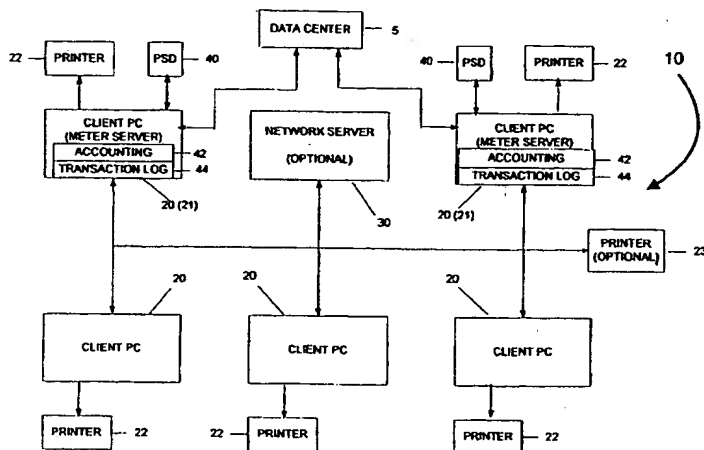 DATA CENTER 5
22 PRINTER PSD 40 40 PSD PRINTER 22 10
CLIENT PC
(METER SERVER)
ACCOUNTING 42
TRANSACTION LOG 44
20 (21)
NETWORK SERVER
(OPTIONAL)
30
CLIENT PC
(METER SERVER)
ACCOUNTING 42
TRANSACTION LOG 44
20 (21)
PRINTER
(OPTIONAL) 23
20 20 20
CLIENT PC CLIENT PC CLIENT PC
PRINTER 22 22 PRINTER PRINTER 22